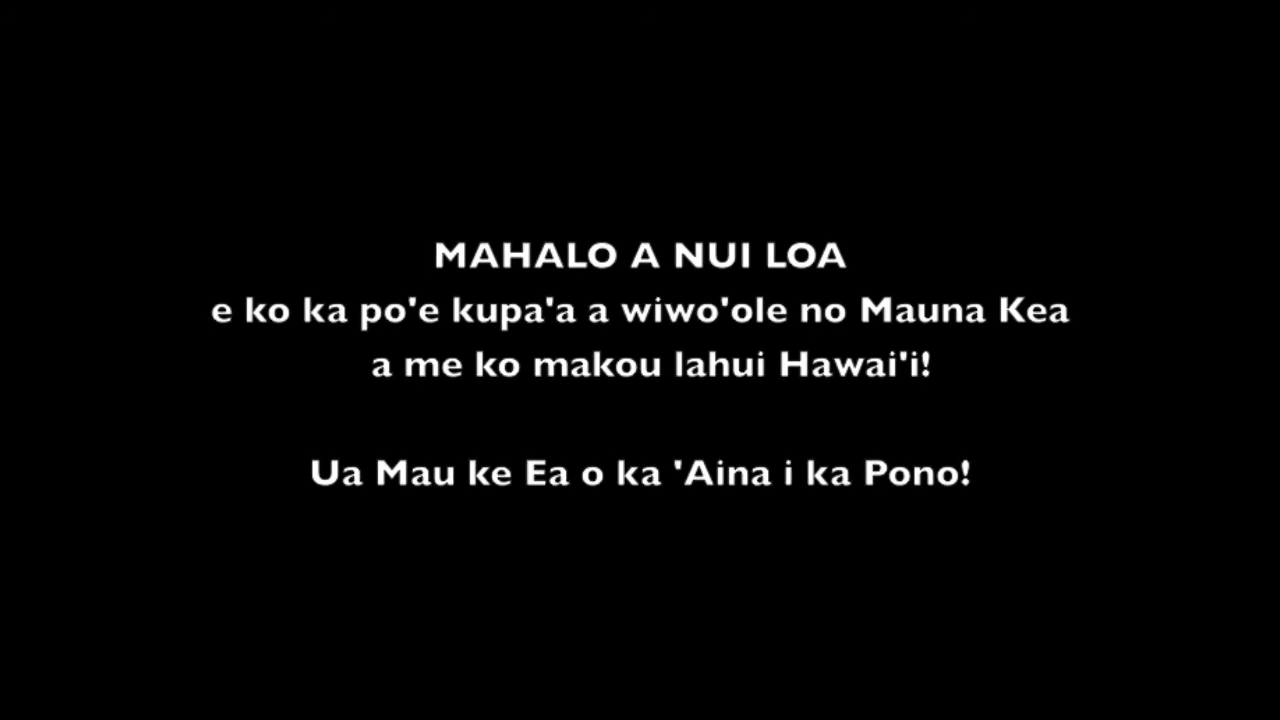 MAHALO A NUI LOA
e ko ka po'e kupa'a a wiwo'ole no Mauna Kea
a me ko makou lahui Hawai'i!
Ua Mau ke Ea o ka 'Aina i ka Pono!